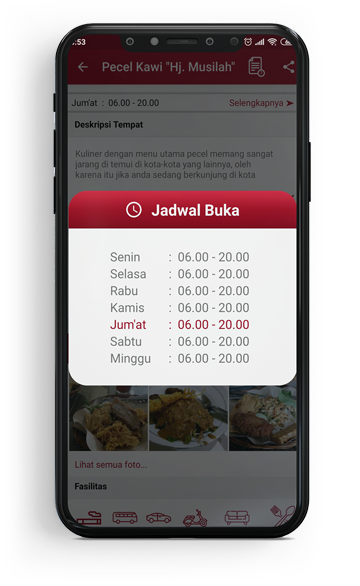 :53
Pecel Kawi "Hj. Musilah"
Jum'at : 06.00 - 20.00 Selengkapnya
Deskripsi Tempat
Kuliner dengan menu utama pecel memang sangat
jarang di temui di kota-kota yang lainnya, oleh
karena itu jika anda sedang berkunjung di kota
Jadwal Buka
Senin : 06.00 - 20.00
Selasa : 06.00 - 20.00
Rabu : 06.00 - 20.00
Kamis : 06.00 - 20.00
Jum'at : 06.00 - 20.00
Sabtu : 06.00 - 20.00
Minggu : 06.00 - 20.00
Lihat semua foto...
Fasilitas